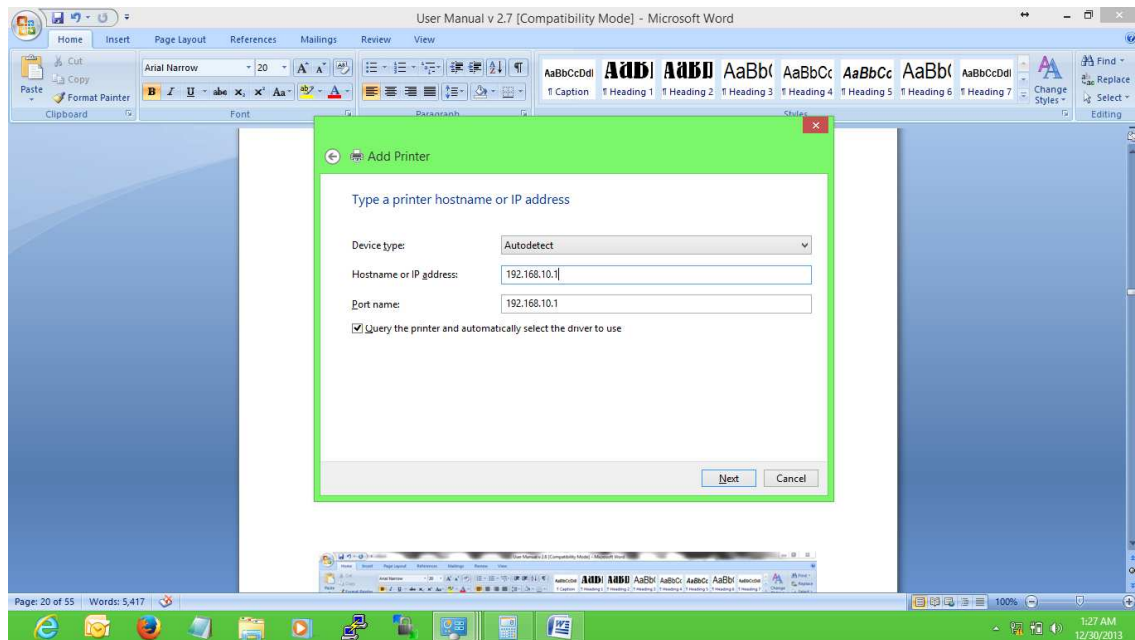 User Manual v 2.7 [Compatibility Mode] - Microsoft Word
Home Insert Page Layout References Mailings Review View
Paste
Cut
Copy
Format Painter
Clipboard
Arial Narrow 20
Font
Paragraph
AaBbCcDdI AaBbI AaBbD AaBb( AaBbCc AaBbCc AaBb( AaBbCcDdI
¶ Caption ¶ Heading 1 ¶ Heading 2 ¶ Heading 3 ¶ Heading 4 ¶ Heading 5 ¶ Heading 6 ¶ Heading 7
Change Styles
Styles
Find
Replace
Select
Editing
Add Printer
Type a printer hostname or IP address
Device type: Autodetect
Hostname or IP address: 192.168.10.1
Port name: 192.168.10.1
Query the printer and automatically select the driver to use
Next Cancel
Page: 20 of 55 Words: 5,417 100%
1:27 AM
12/30/2013